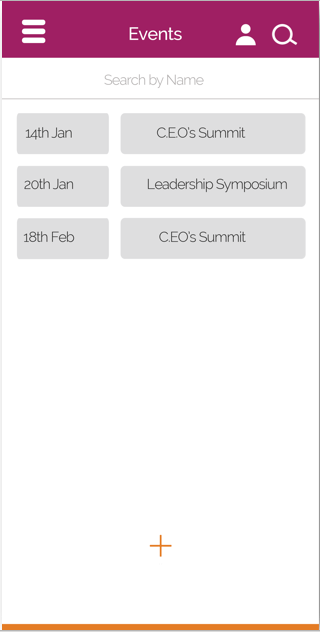 Events
Search by Name
14th Jan C.E.O's Summit
20th Jan Leadership Symposium
18th Feb C.EO's Summit